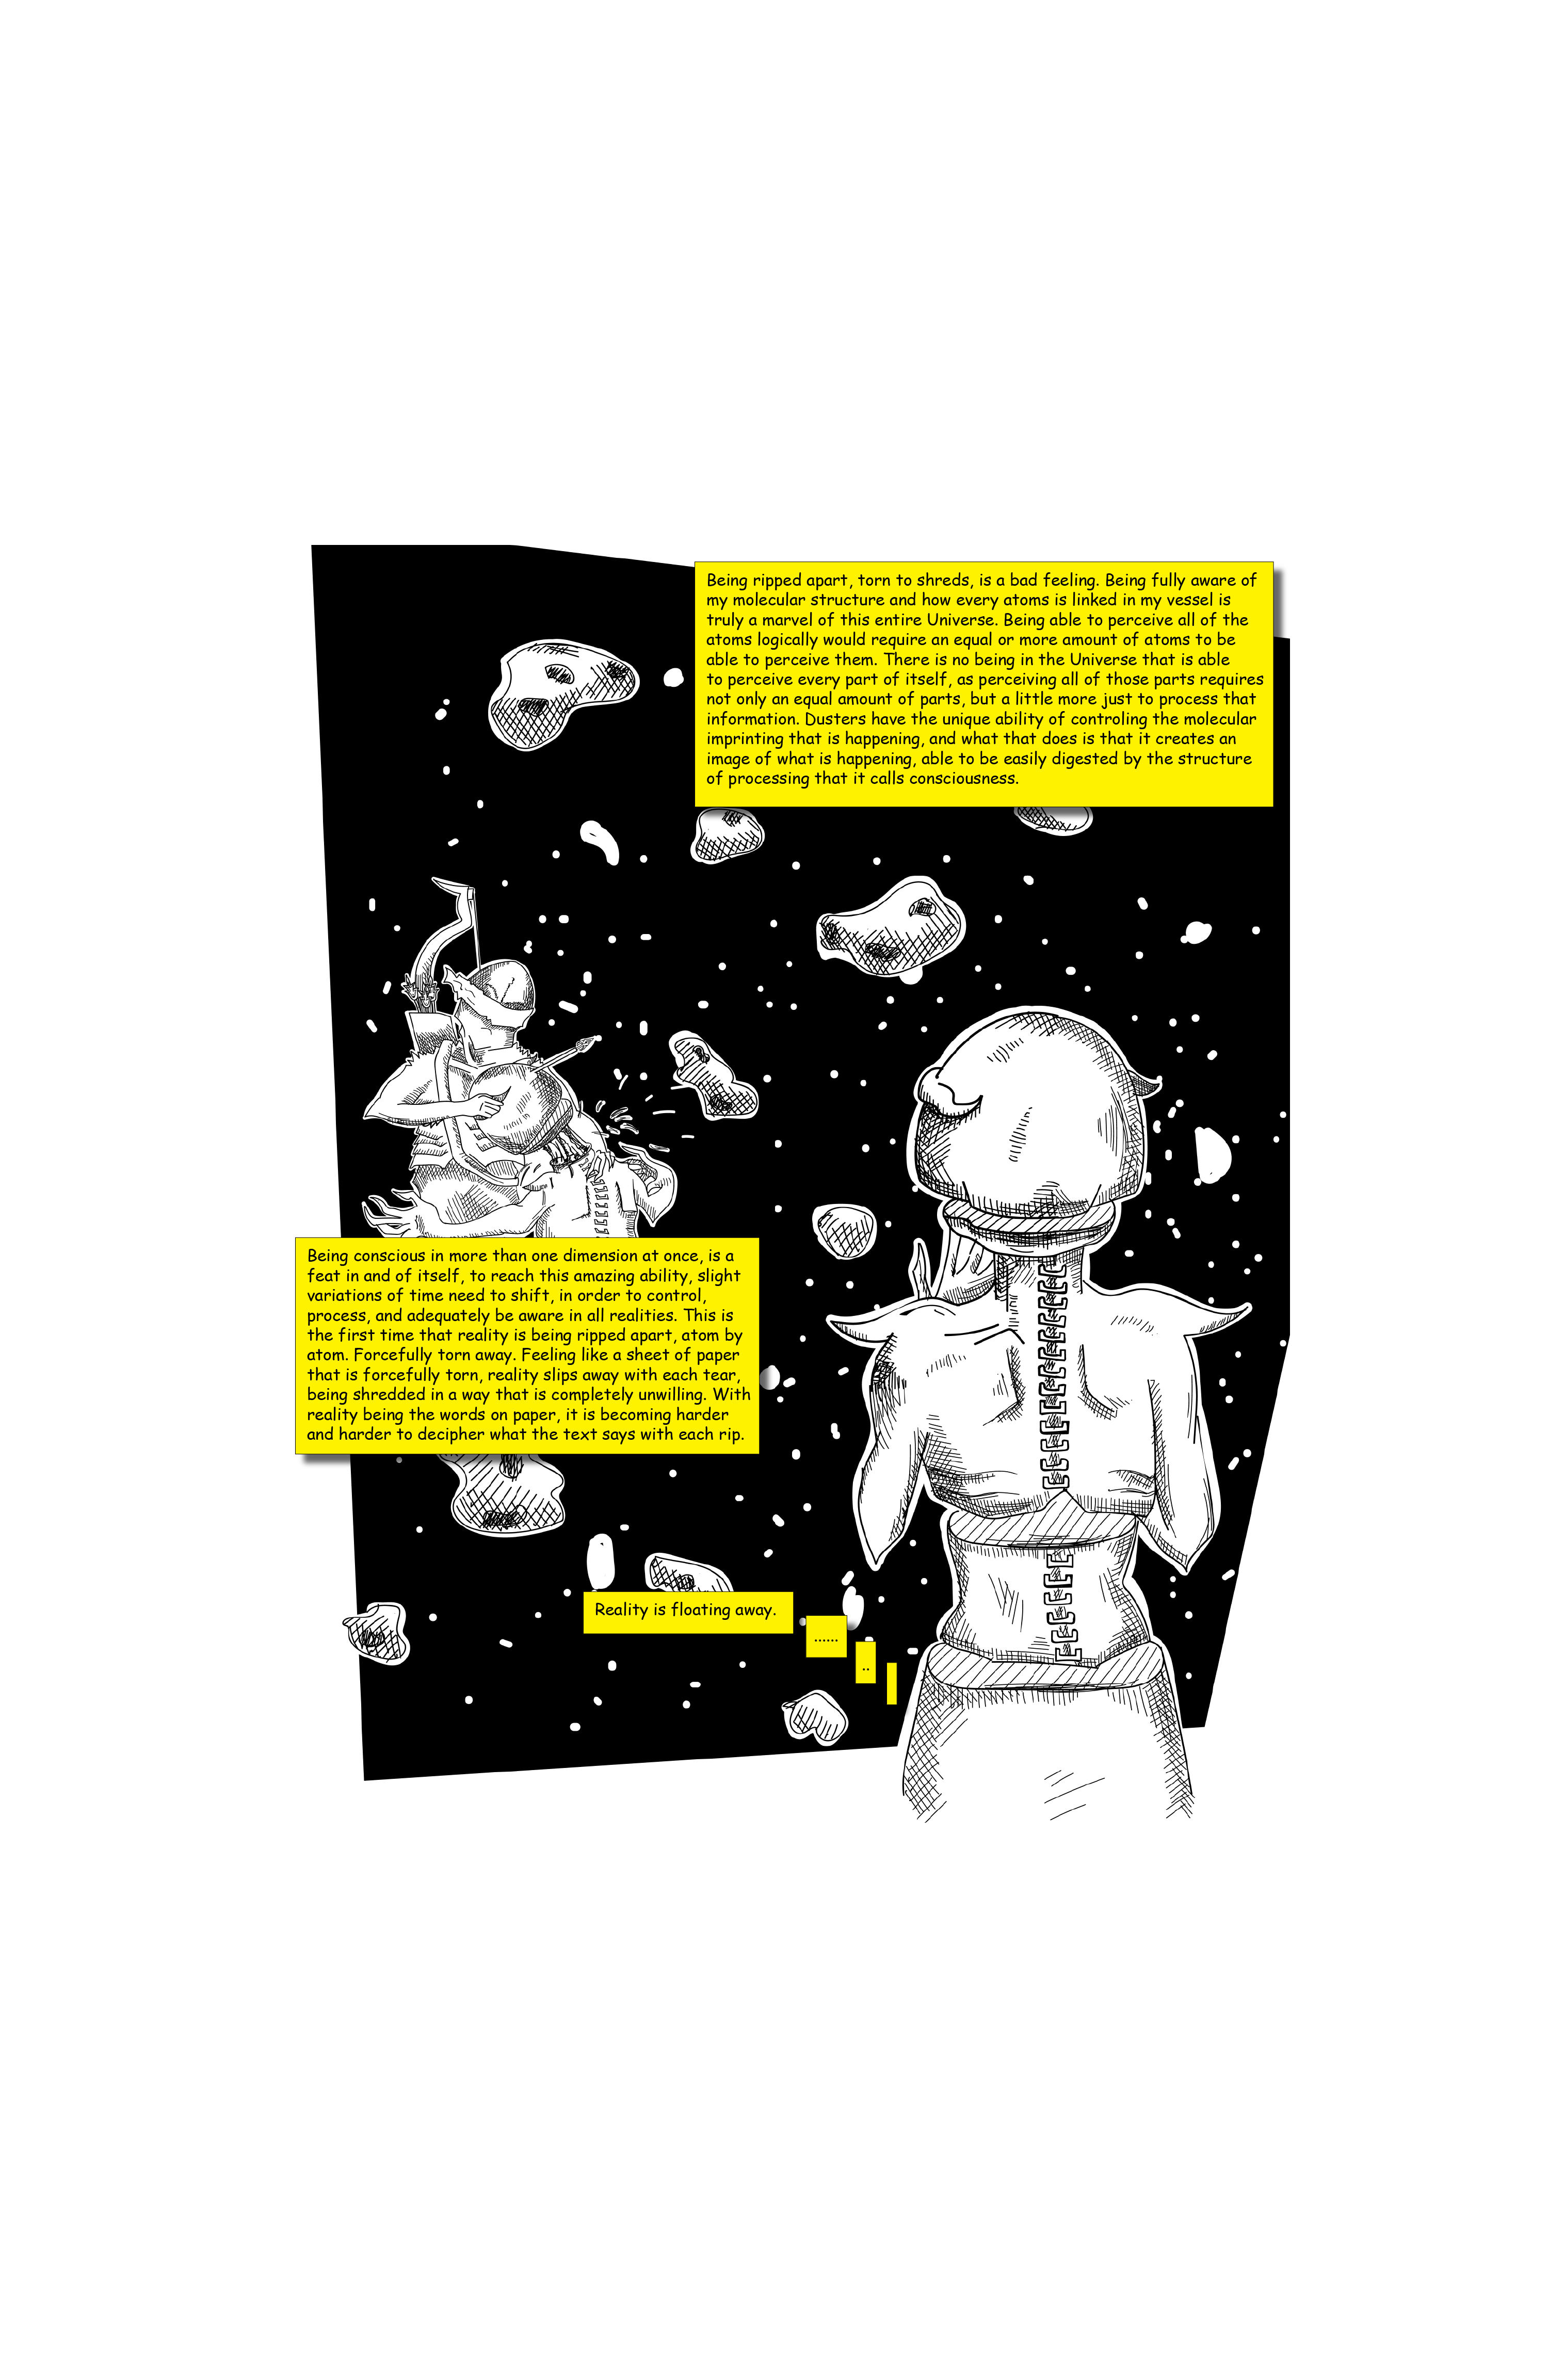 Being ripped apart, torn to shreds, is a bad feeling. Being fully aware of
my molecular structure and how every atoms is linked in my vessel is
truly a marvel of this entire Universe. Being able to perceive all of the
atoms logically would require an equal or more amount of atoms to be
able to perceive them. There is no being in the Universe that is able
to perceive every part of itself, as perceiving all of those parts requires
not only an equal amount of parts, but a little more just to process that
information. Dusters have the unique ability of controling the molecular
imprinting that is happening, and what that does is that it creates an
image of what is happening, able to be easily digested by the structure
of processing that it calls consciousness.
Being conscious in more than one dimension at once, is a
feat in and of itself, to reach this amazing ability, slight
variations of time need to shift, in order to control,
process, and adequately be aware in all realities. This is
the first time that reality is being ripped apart, atom by
atom. Forcefully torn away. Feeling like a sheet of paper
that is forcefully torn, reality slips away with each tear,
being shredded in a way that is completely unwilling. With
reality being the words on paper, it is becoming harder
and harder to decipher what the text says with each rip.
Reality is floating away.
......
..